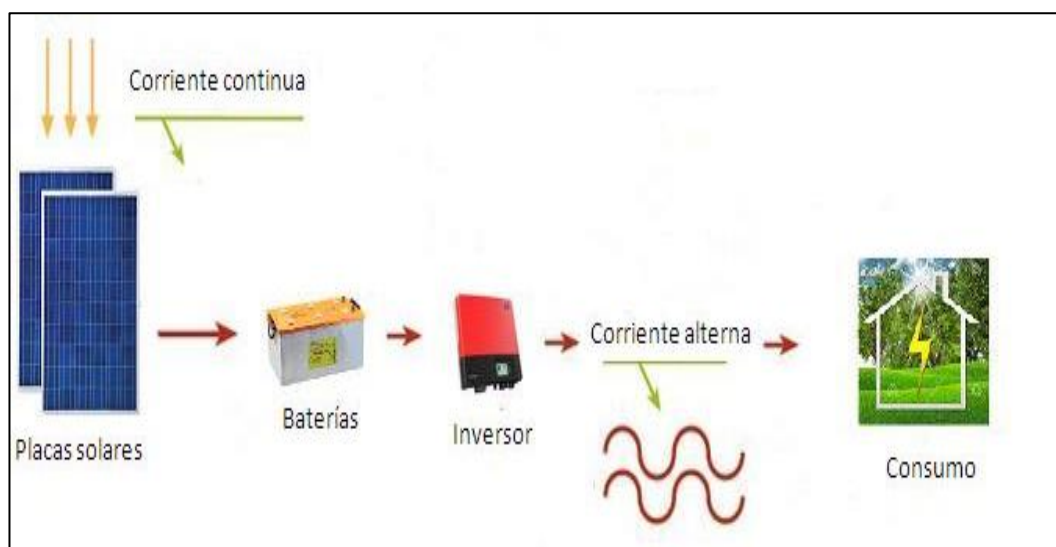 Corriente continua
Placas solares
Baterías
Inversor
Corriente alterna
Consumo